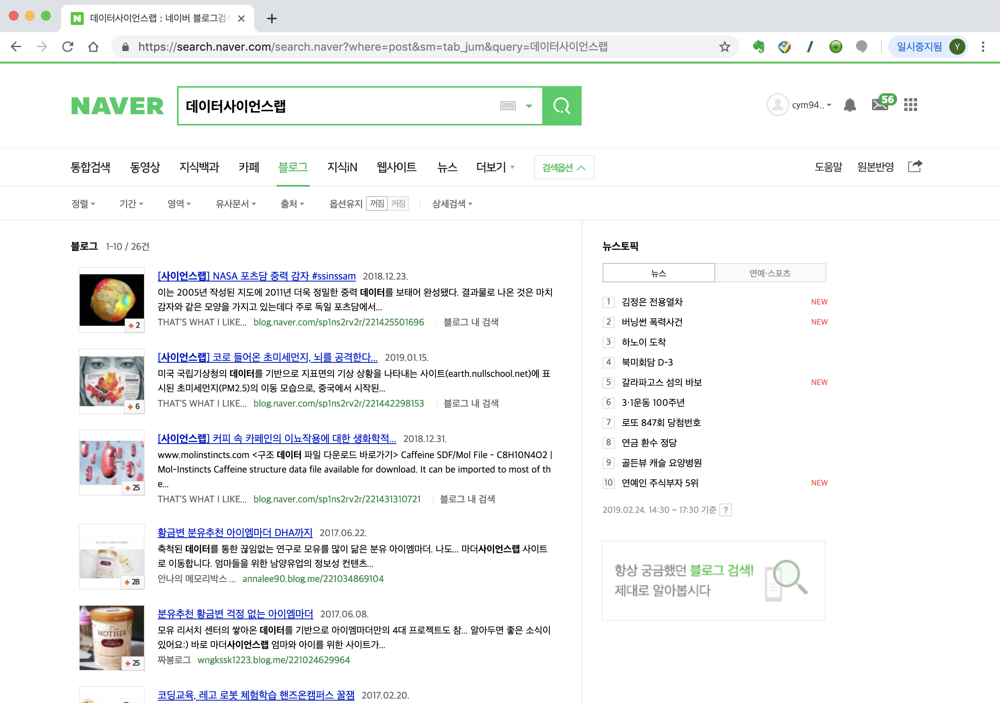 데이터사이언스랩 : 네이버 블로그검
https://search.naver.com/search.naver?where=post&sm=tab_jum&query=데이터사이언스랩
일시중지됨 Y
NAVER
데이터사이언스랩
cym94..
56
통합검색 동영상 지식백과 카페 블로그 지식iN 웹사이트 뉴스 더보기 검색옵션
도움말 원본반영
정렬 기간 영역 유사문서 출처 옵션유지 꺼짐 켜짐 상세검색
블로그 1-10 / 26건
[사이언스랩] NASA 포츠담 중력 감자 #ssinssam 2018.12.23.
이는 2005년 작성된 지도에 2011년 더욱 정밀한 중력 데이터를 보태어 완성됐다. 결과물로 나온 것은 마치
감자와 같은 모양을 가지고 있는데다 주로 독일 포츠담에서...
THAT'S WHAT I LIKE... blog.naver.com/sp1ns2rv2r/221425501696 블로그 내 검색
+2
[사이언스랩] 코로 들어온 초미세먼지, 뇌를 공격한다... 2019.01.15.
미국 국립기상청의 데이터를 기반으로 지표면의 기상 상황을 나타내는 사이트(earth.nullschool.net)에 표
시된 초미세먼지(PM2.5)의 이동 모습으로, 중국에서 시작된...
THAT'S WHAT I LIKE... blog.naver.com/sp1ns2rv2r/221442298153 블로그 내 검색
+6
[사이언스랩] 커피 속 카페인의 이뇨작용에 대한 생화학적... 2018.12.31.
www.molinstincts.com <구조 데이터 파일 다운로드 바로가기> Caffeine SDF/Mol File - C8H10N4O2 |
Mol-Instincts Caffeine structure data file available for download. It can be imported to most of th
e...
THAT'S WHAT I LIKE... blog.naver.com/sp1ns2rv2r/221431310721 블로그 내 검색
+25
황금변 분유추천 아이엠마더 DHA까지 2017.06.22.
축척된 데이터를 통한 끊임없는 연구로 모유를 많이 닮은 분유 아이엠마더. 나도... 마더사이언스랩 사이트
로 이동합니다. 엄마들을 위한 남양유업의 정보성 컨텐츠...
안나의 메모리박스 ... annalee90.blog.me/221034869104
MOTHER
+28
분유추천 황금변 걱정 없는 아이엠마더 2017.06.08.
모유 리서치 센터의 쌓아온 데이터를 기반으로 아이엠마더만의 4대 프로젝트도 참... 알아두면 좋은 소식이
있어요:) 바로 마더사이언스랩 엄마와 아이를 위한 사이트가...
짜봉로그 wngkssk1223.blog.me/221024629964
MOTHER
+25
코딩교육, 레고 로봇 체험학습 핸즈온캠퍼스 꿀잼 2017.02.20.
뉴스토픽
뉴스 연예·스포츠
1 김정은 전용열차 NEW
2 버닝썬 폭력사건 NEW
3 하노이 도착
4 북미회담 D-3
5 갈라파고스 섬의 바보 NEW
6 3·1운동 100주년
7 로또 847회 당첨번호
8 연금 환수 정당
9 골든뷰 캐슬 요양병원
10 연예인 주식부자 5위 NEW
2019.02.24. 14:30 ~ 17:30 기준 ?
항상 궁금했던 블로그 검색!
제대로 알아봅시다